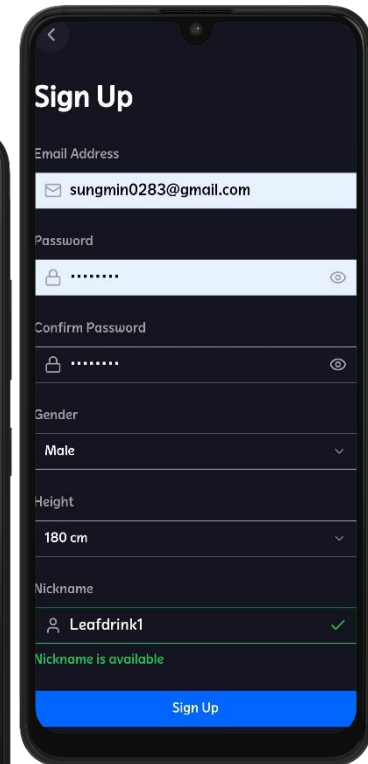 Sign Up
Email Address
sungmin0283@gmail.com
Password
········
Confirm Password
········
Gender
Male
Height
180 cm
Nickname
Leafdrink1
Nickname is available
Sign Up